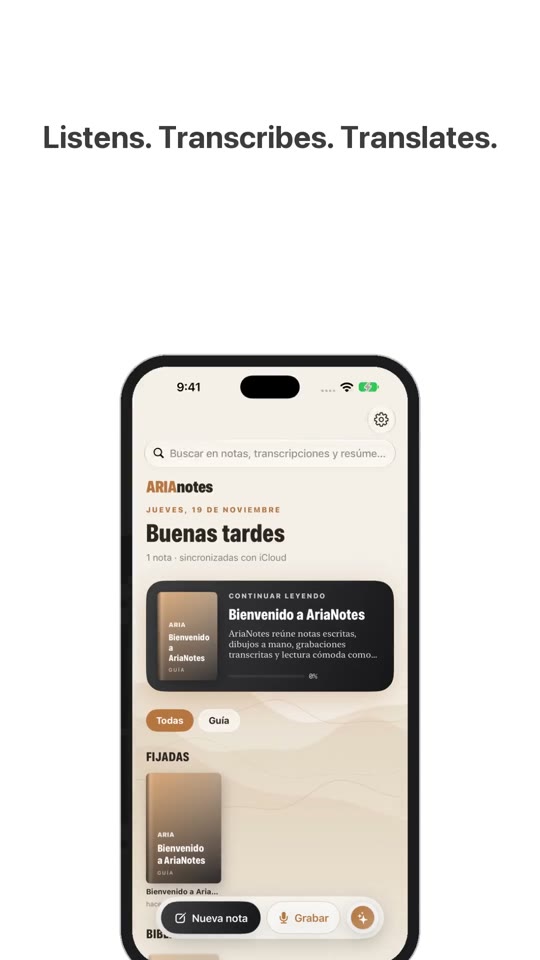 Listens. Transcribes. Translates.
9:41
Buscar en notas, transcripciones y resúme...
ARIAnotes
JUEVES, 19 DE NOVIEMBRE
Buenas tardes
1 nota · sincronizadas con iCloud
CONTINUAR LEYENDO
Bienvenido a AriaNotes
AriaNotes reúne notas escritas,
dibujos a mano, grabaciones
transcritas y lectura cómoda como...
0%
ARIA
Bienvenido
a
AriaNotes
GUÍA
Todas
Guía
FIJADAS
ARIA
Bienvenido
a AriaNotes
GUÍA
Bienvenido a Aria...
Nueva nota
Grabar